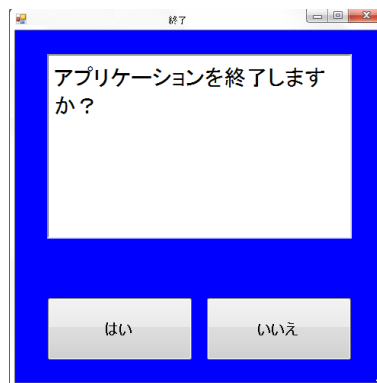 終了
アプリケーションを終了します
か？
はい
いいえ